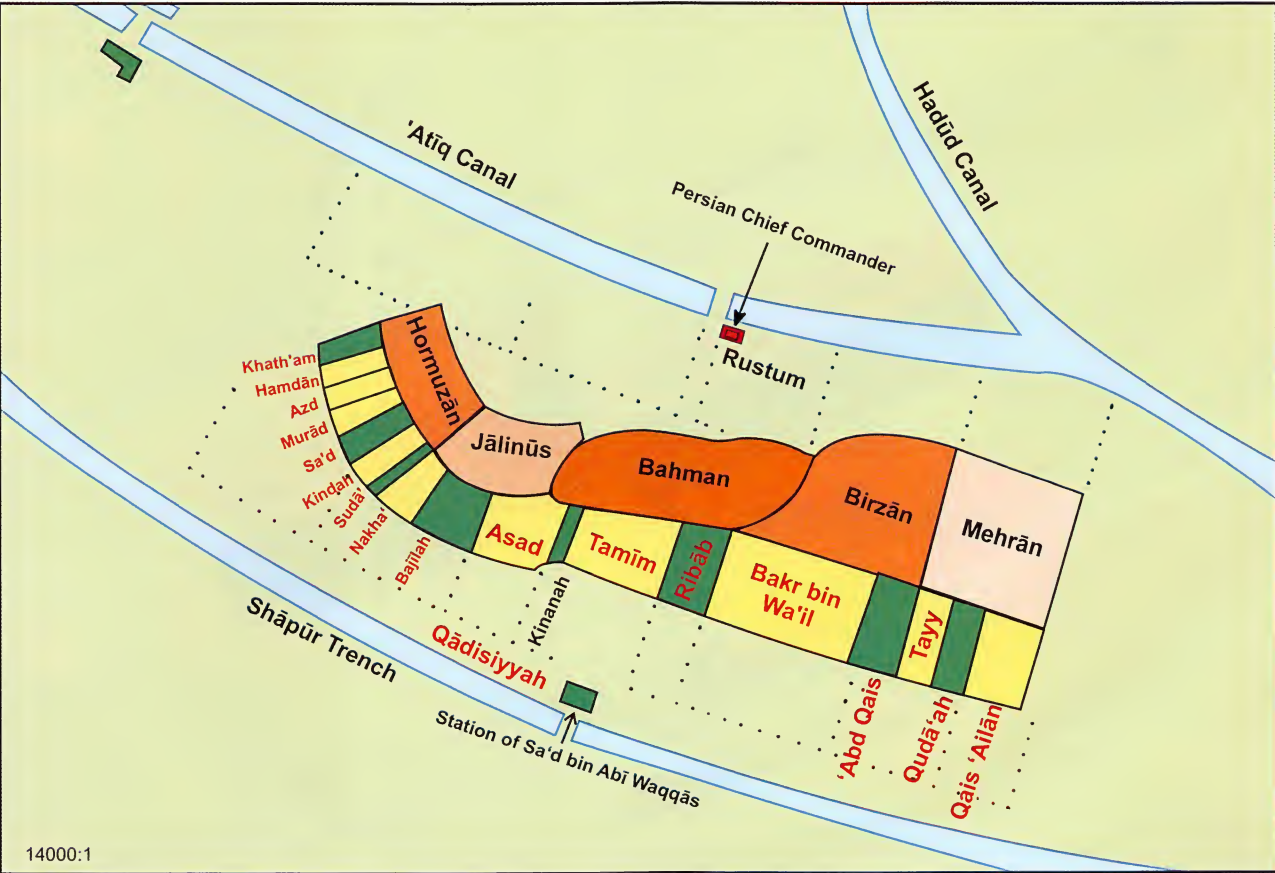 'Atīq Canal
Hadūd Canal
Persian Chief Commander
Rustum
Hormuzān
Jālinūs
Bahman
Birzān
Mehrān
Khath'am
Hamdān
Azd
Murād
Sa'd
Kindah
Sudā'
Nakha'
Bajīlah
Asad
Kinanah
Tamīm
Ribāb
Bakr bin
Wa'il
'Abd Qais
Tayy
Qudā'ah
Qais 'Ailān
Shāpūr Trench
Qādisiyyah
Station of Sa'd bin Abī Waqqās
14000:1